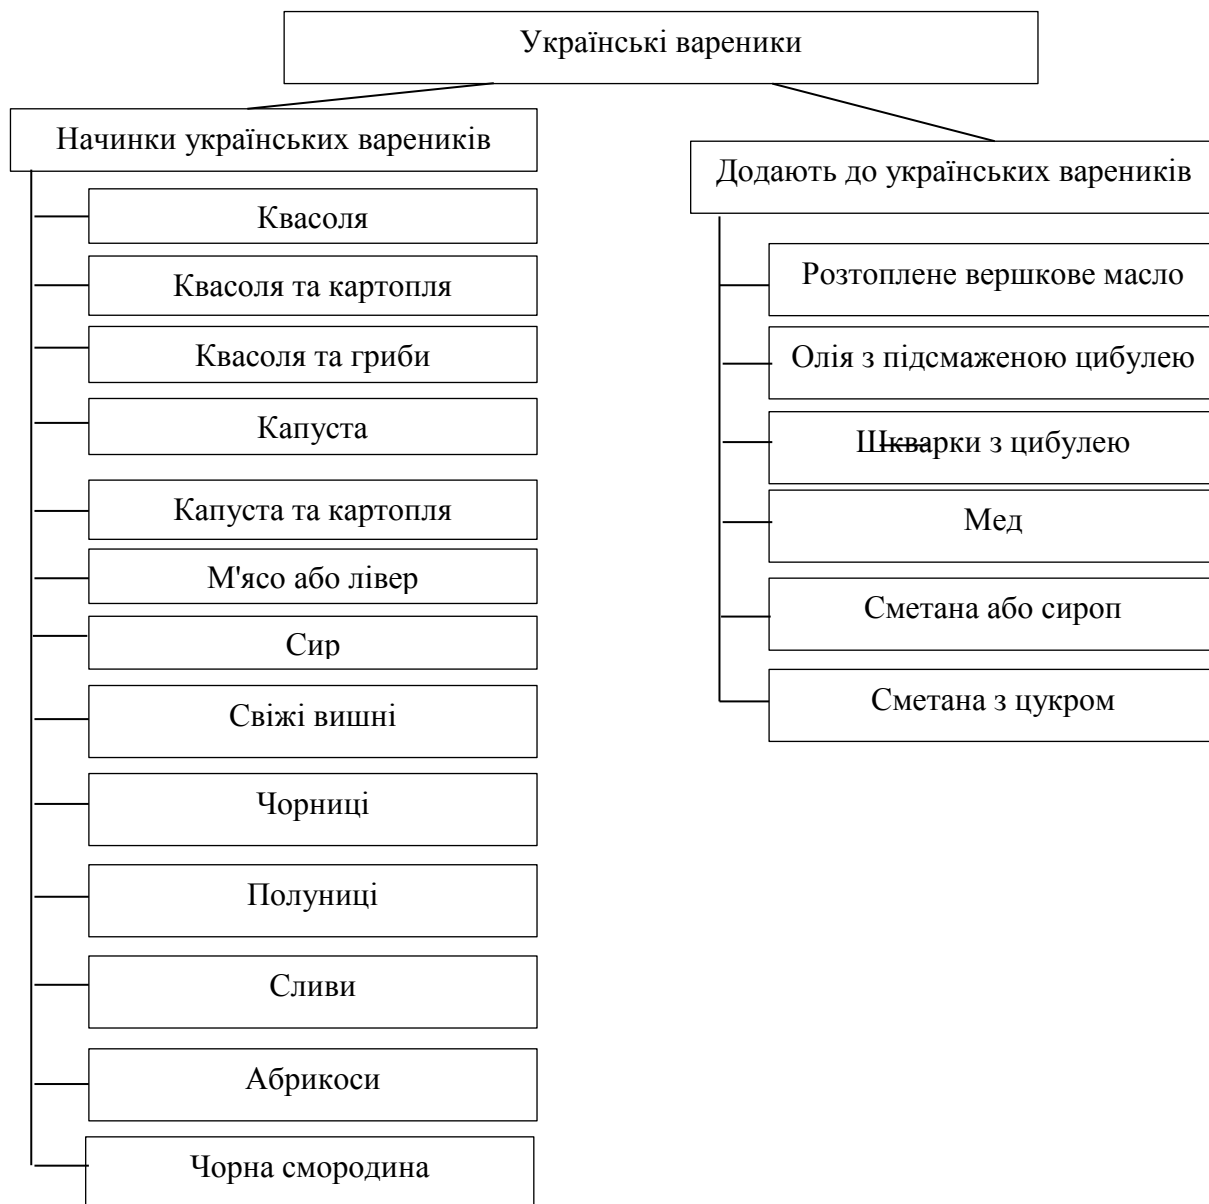 Українські вареники
Начинки українських вареників
Квасоля
Квасоля та картопля
Квасоля та гриби
Капуста
Капуста та картопля
М'ясо або лівер
Сир
Свіжі вишні
Чорниці
Полуниці
Сливи
Абрикоси
Чорна смородина
Додають до українських вареників
Розтоплене вершкове масло
Олія з підсмаженою цибулею
Шкварки з цибулею
Мед
Сметана або сироп
Сметана з цукром